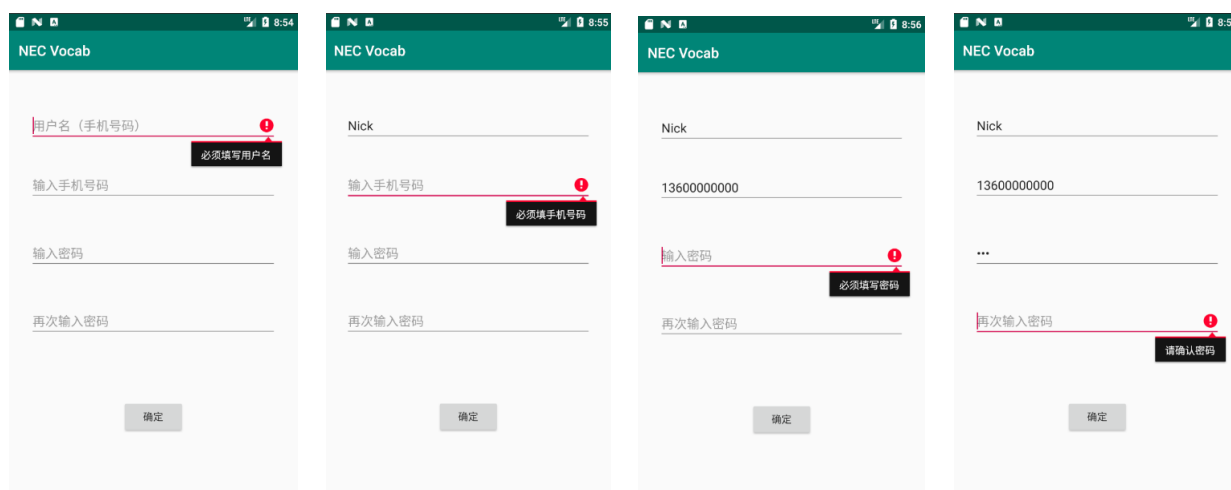 8:54
NEC Vocab
用户名（手机号码）
必须填写用户名
输入手机号码
输入密码
再次输入密码
确定
8:55
NEC Vocab
Nick
输入手机号码
必须填手机号码
输入密码
再次输入密码
确定
8:56
NEC Vocab
Nick
13600000000
输入密码
必须填写密码
再次输入密码
确定
NEC Vocab
Nick
13600000000
•••
再次输入密码
请确认密码
确定